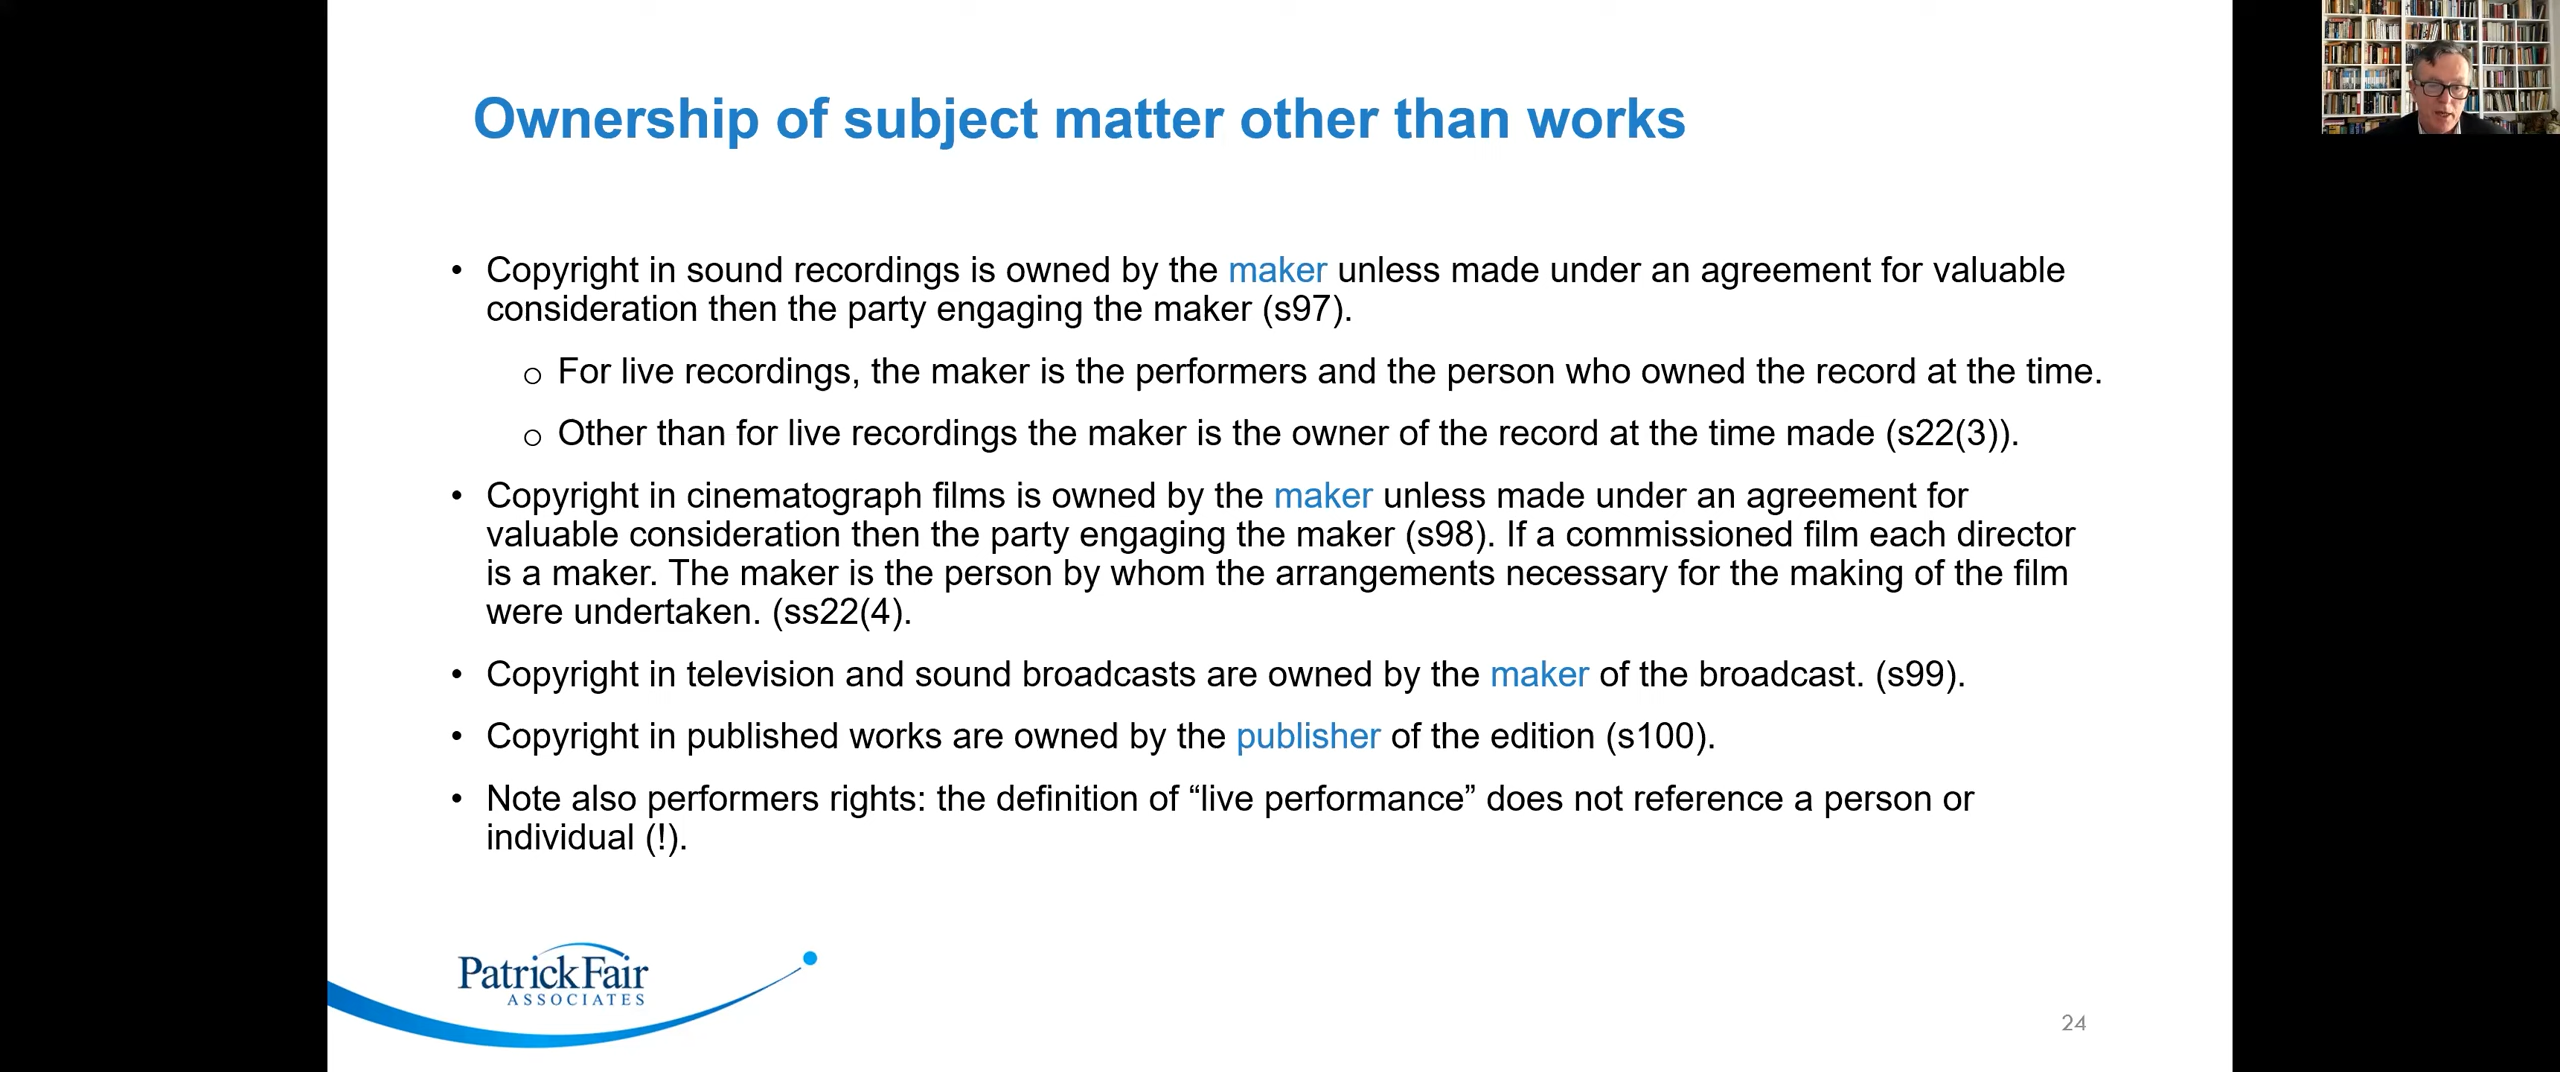 Ownership of subject matter other than works
• Copyright in sound recordings is owned by the maker unless made under an agreement for valuable
consideration then the party engaging the maker (s97).
o For live recordings, the maker is the performers and the person who owned the record at the time.
o Other than for live recordings the maker is the owner of the record at the time made (s22(3)).
• Copyright in cinematograph films is owned by the maker unless made under an agreement for
valuable consideration then the party engaging the maker (s98). If a commissioned film each director
is a maker. The maker is the person by whom the arrangements necessary for the making of the film
were undertaken. (ss22(4).
• Copyright in television and sound broadcasts are owned by the maker of the broadcast. (s99).
• Copyright in published works are owned by the publisher of the edition (s100).
• Note also performers rights: the definition of “live performance” does not reference a person or
individual (!).
PatrickFair
ASSOCIATES
24